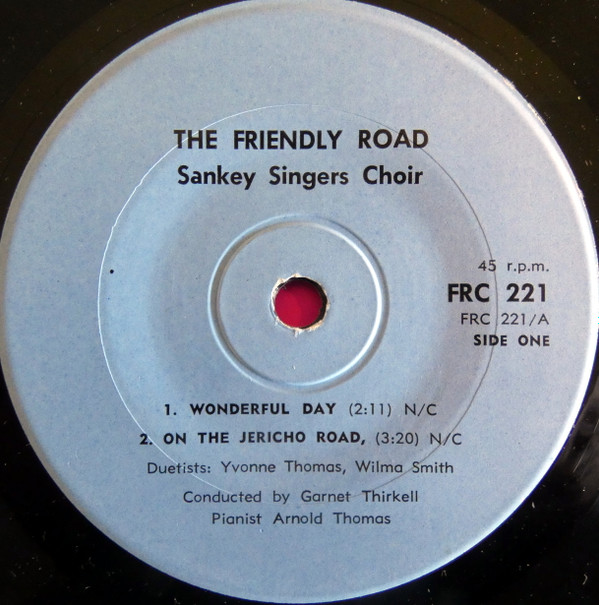 THE FRIENDLY ROAD
Sankey Singers Choir
45 r.p.m.
FRC 221
FRC 221/A
SIDE ONE
1. WONDERFUL DAY (2:11) N/C
2. ON THE JERICHO ROAD, (3:20) N/C
Duetists: Yvonne Thomas, Wilma Smith
Conducted by Garnet Thirkell
Pianist Arnold Thomas